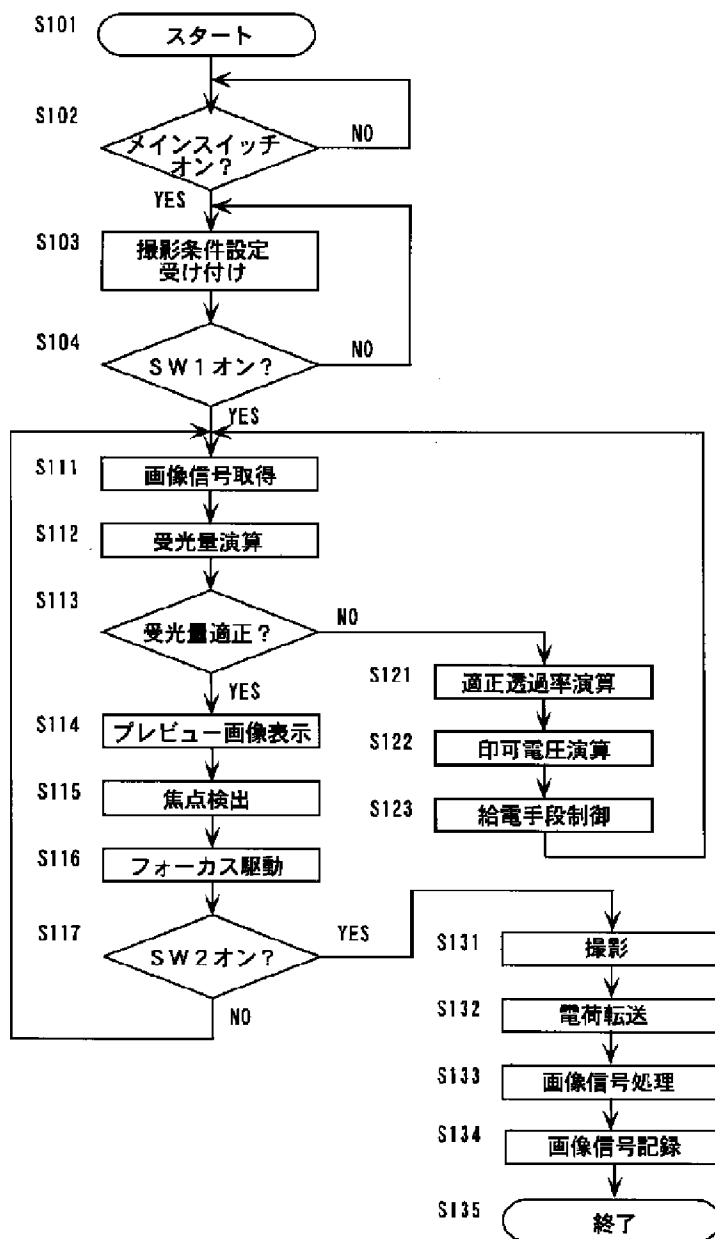 S101
スタート
S102
メインスイッチ
オン?
NO
YES
S103
撮影条件設定
受け付け
S104
SW1オン?
NO
YES
S111
画像信号取得
S112
受光量演算
S113
受光量適正?
NO
YES
S121
適正透過率演算
S114
プレビュー画像表示
S122
印可電圧演算
S115
焦点検出
S123
給電手段制御
S116
フォーカス駆動
S117
SW2オン?
YES
NO
S131
撮影
S132
電荷転送
S133
画像信号処理
S134
画像信号記録
S135
終了